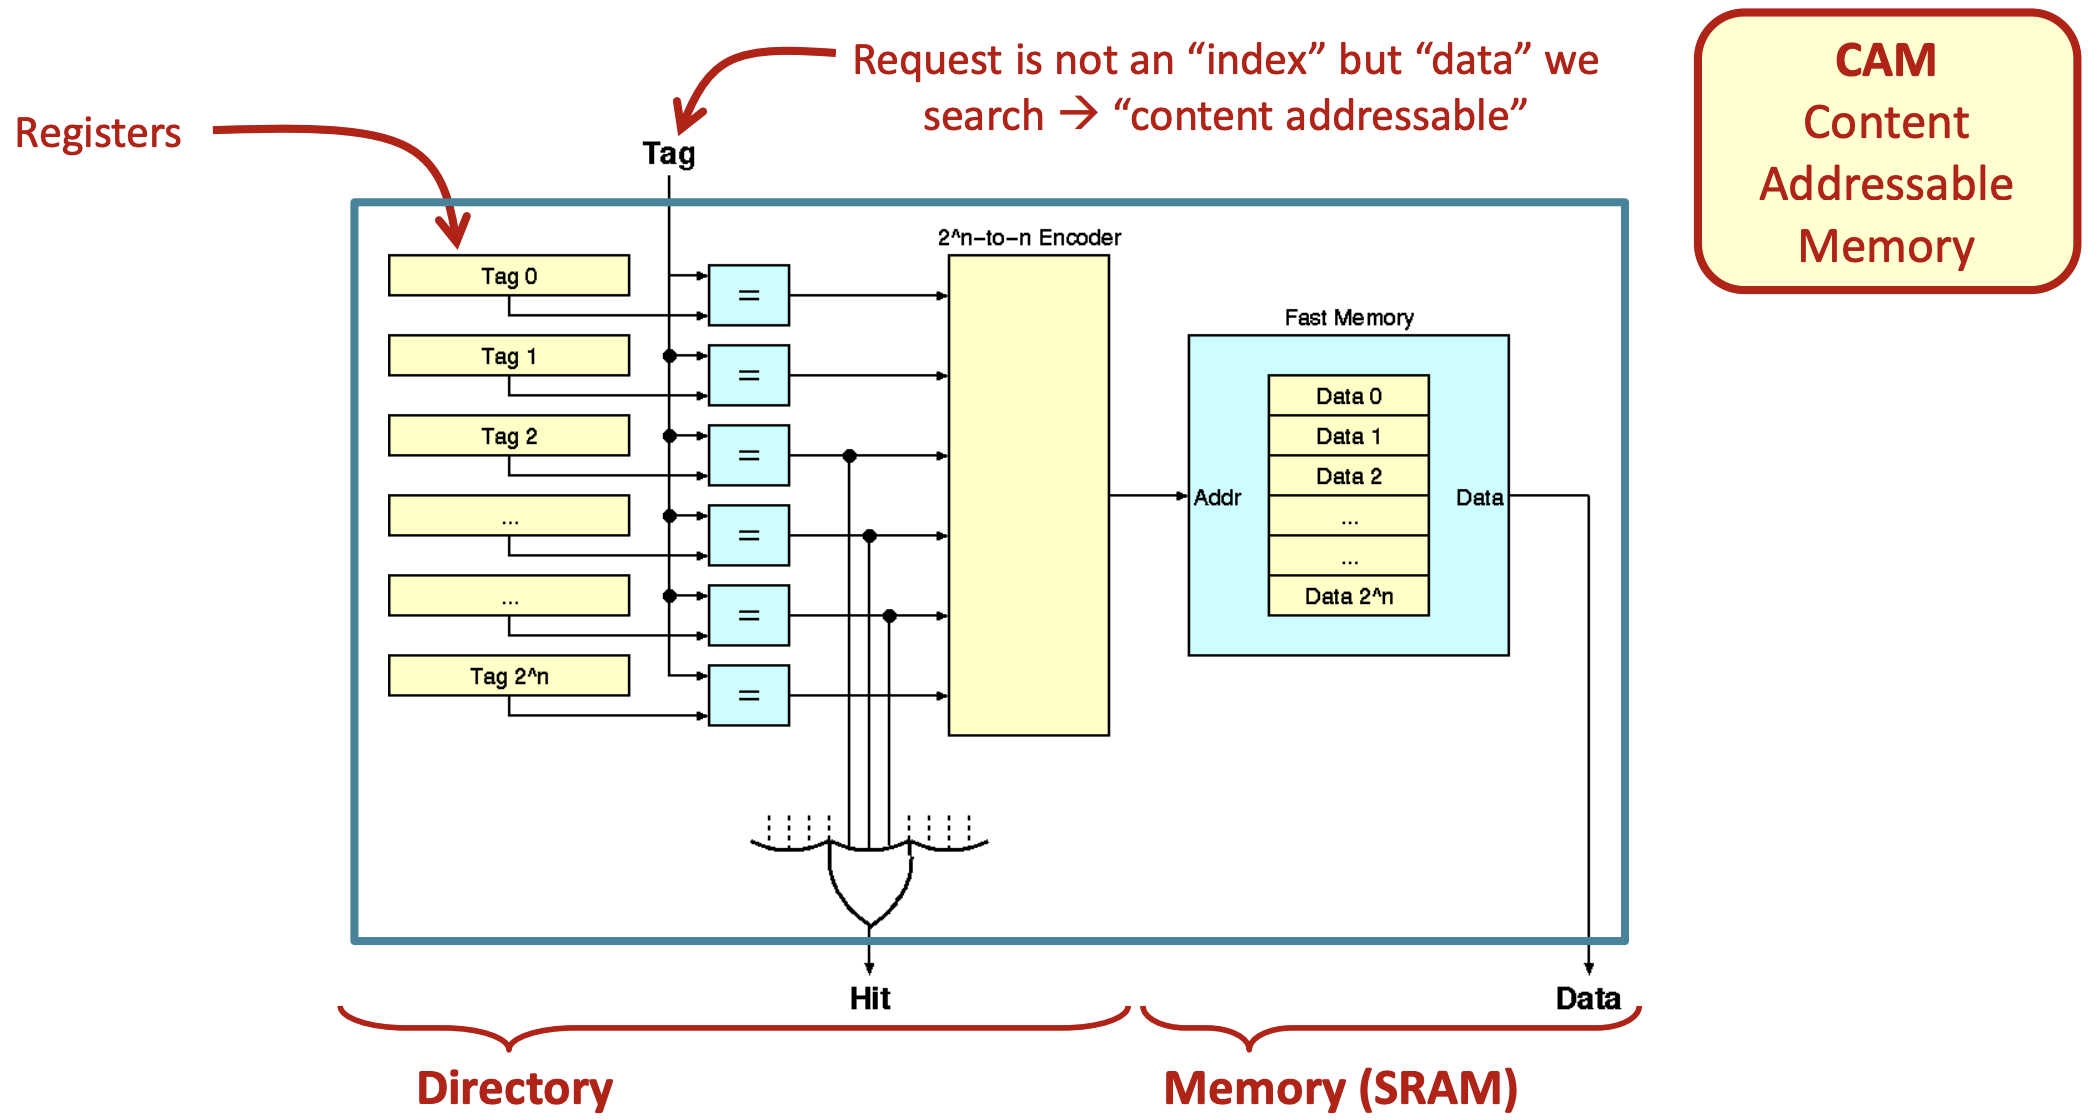 Request is not an “index” but “data” we
search → “content addressable”
CAM
Content
Addressable
Memory
Registers
Tag
2^n-to-n Encoder
Tag 0
=
Tag 1
=
Tag 2
=
...
=
...
=
Tag 2^n
=
Fast Memory
Data 0
Data 1
Data 2
...
...
Data 2^n
Addr
Data
Hit
Data
Directory
Memory (SRAM)